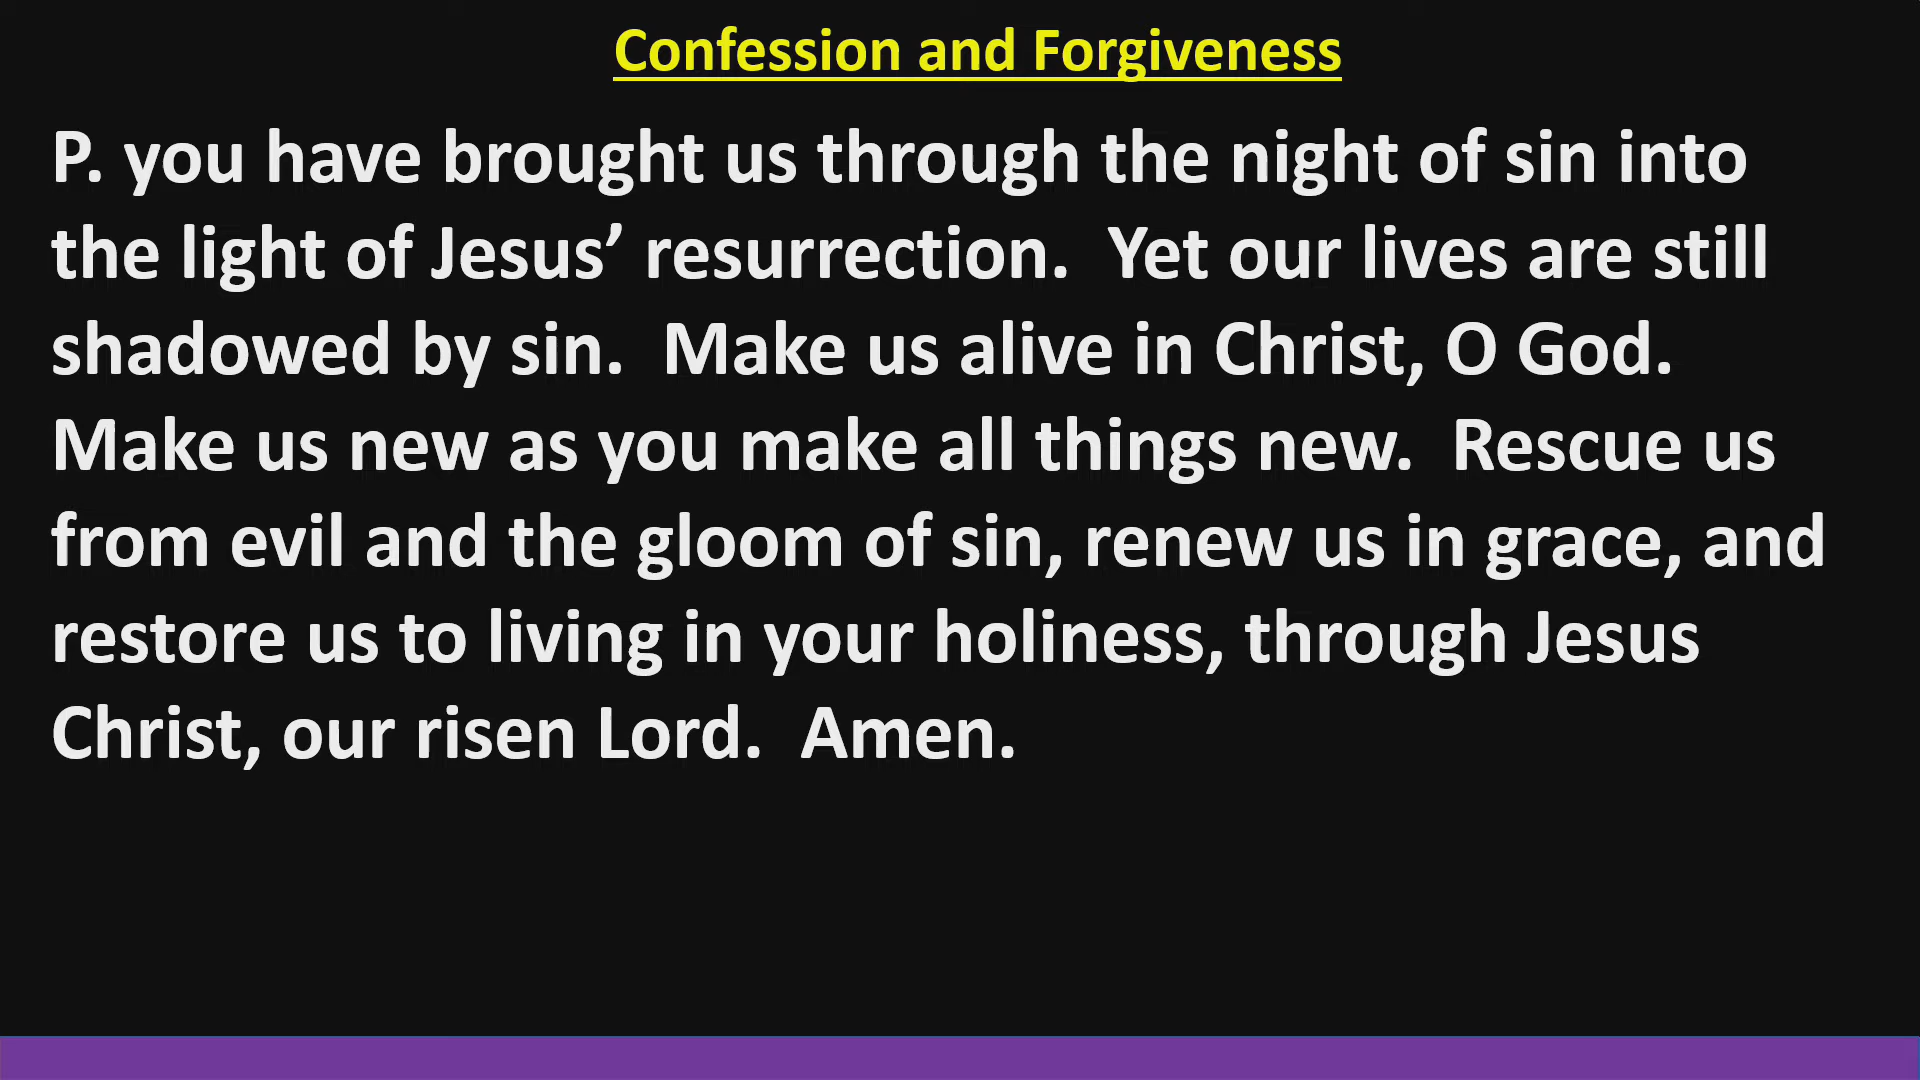 Confession and Forgiveness
P. you have brought us through the night of sin into
the light of Jesus’ resurrection.  Yet our lives are still
shadowed by sin.  Make us alive in Christ, O God.
Make us new as you make all things new.  Rescue us
from evil and the gloom of sin, renew us in grace, and
restore us to living in your holiness, through Jesus
Christ, our risen Lord.  Amen.